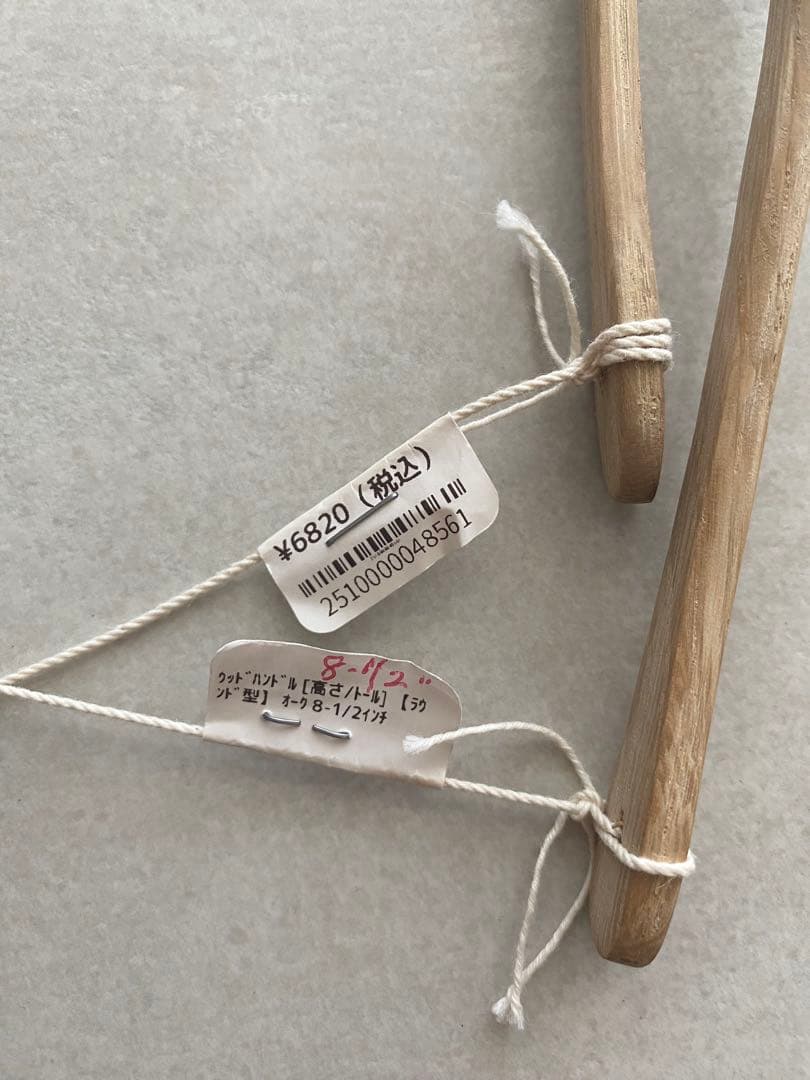 ¥6820（税込）
2510000048561
8-1/2"
ｳｯﾄﾞﾊﾝﾄﾞﾙ [高さ/ﾄｰﾙ] 【ﾗｳ
ﾝﾄﾞ型】 ｵｰｸ 8-1/2ｲﾝﾁ